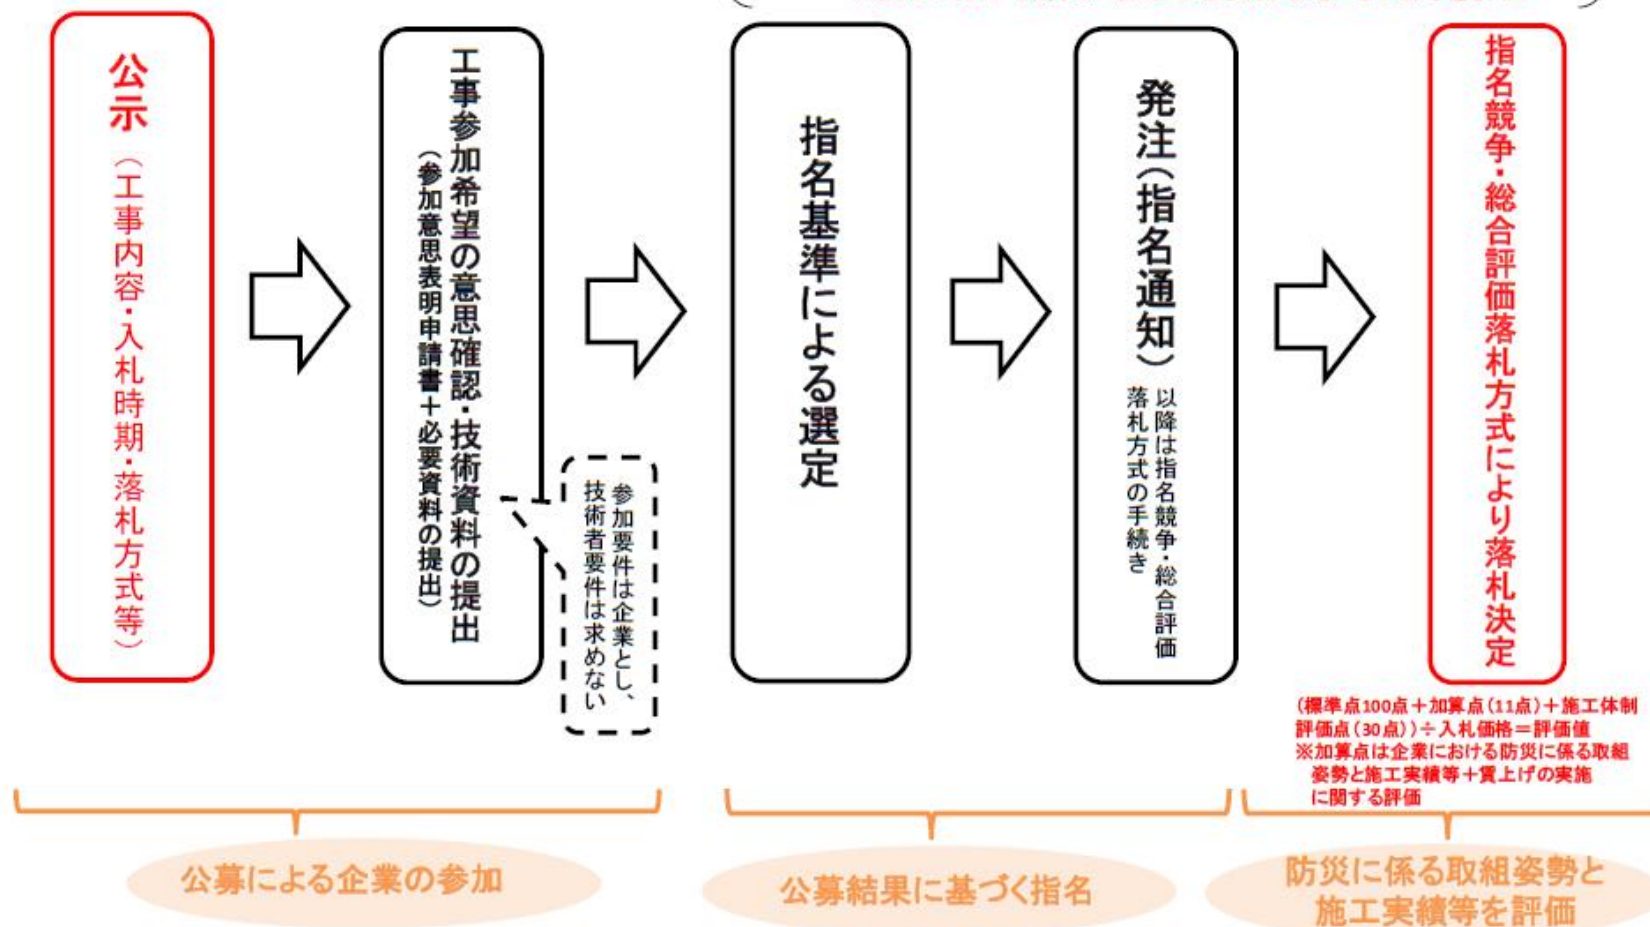 公示（工事内容・入札時期・落札方式等）
工事参加希望の意思確認・技術資料の提出
（参加意思表明申請書＋必要資料の提出）
参加要件は企業とし、
技術者要件は求めない
指名基準による選定
発注（指名通知）
以降は指名競争・総合評価
落札方式の手続き
指名競争・総合評価落札方式により落札決定
（標準点100点＋加算点（11点）＋施工体制
評価点（30点））÷入札価格＝評価値
※加算点は企業における防災に係る取組
姿勢と施工実績等＋賃上げの実施
に関する評価
公募による企業の参加
公募結果に基づく指名
防災に係る取組姿勢と
施工実績等を評価